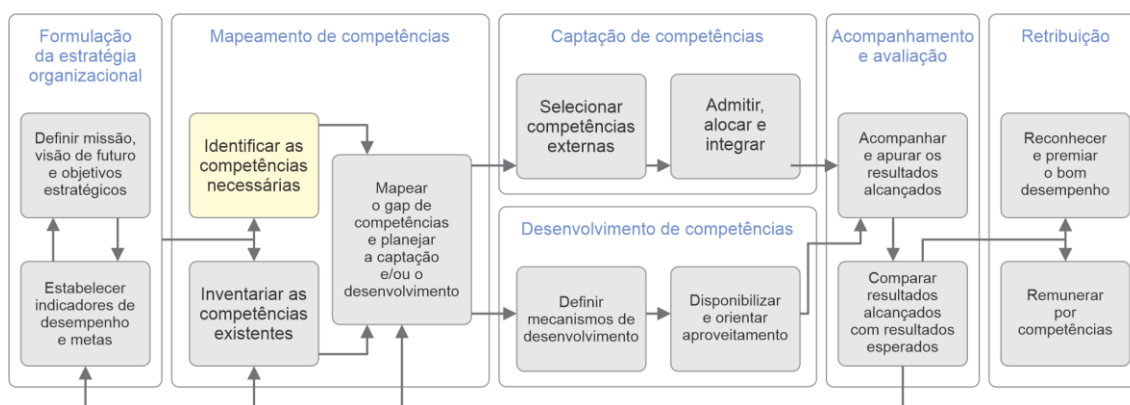 Formulação
da estratégia
organizacional
Definir missão,
visão de futuro
e objetivos
estratégicos
Estabelecer
indicadores de
desempenho
e metas
Mapeamento de competências
Identificar as
competências
necessárias
Inventariar as
competências
existentes
Mapear
o gap de
competências
e planejar
a captação
e/ou o
desenvolvimento
Captação de competências
Selecionar
competências
externas
Admitir,
alocar e
integrar
Desenvolvimento de competências
Definir
mecanismos de
desenvolvimento
Disponibilizar
e orientar
aproveitamento
Acompanhamento
e avaliação
Acompanhar
e apurar os
resultados
alcançados
Comparar
resultados
alcançados
com resultados
esperados
Retribuição
Reconhecer
e premiar
o bom
desempenho
Remunerar
por
competências